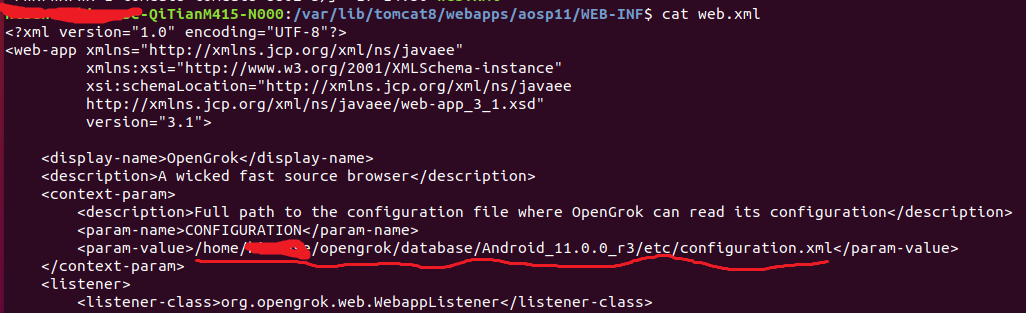 -QiTianM415-N000:/var/lib/tomcat8/webapps/aosp11/WEB-INF$ cat web.xml
<?xml version="1.0" encoding="UTF-8"?>
<web-app xmlns="http://xmlns.jcp.org/xml/ns/javaee"
xmlns:xsi="http://www.w3.org/2001/XMLSchema-instance"
xsi:schemaLocation="http://xmlns.jcp.org/xml/ns/javaee
http://xmlns.jcp.org/xml/ns/javaee/web-app_3_1.xsd"
version="3.1">
<display-name>OpenGrok</display-name>
<description>A wicked fast source browser</description>
<context-param>
<description>Full path to the configuration file where OpenGrok can read its configuration</description>
<param-name>CONFIGURATION</param-name>
<param-value>/home/ /opengrok/database/Android_11.0.0_r3/etc/configuration.xml</param-value>
</context-param>
<listener>
<listener-class>org.opengrok.web.WebappListener</listener-class>